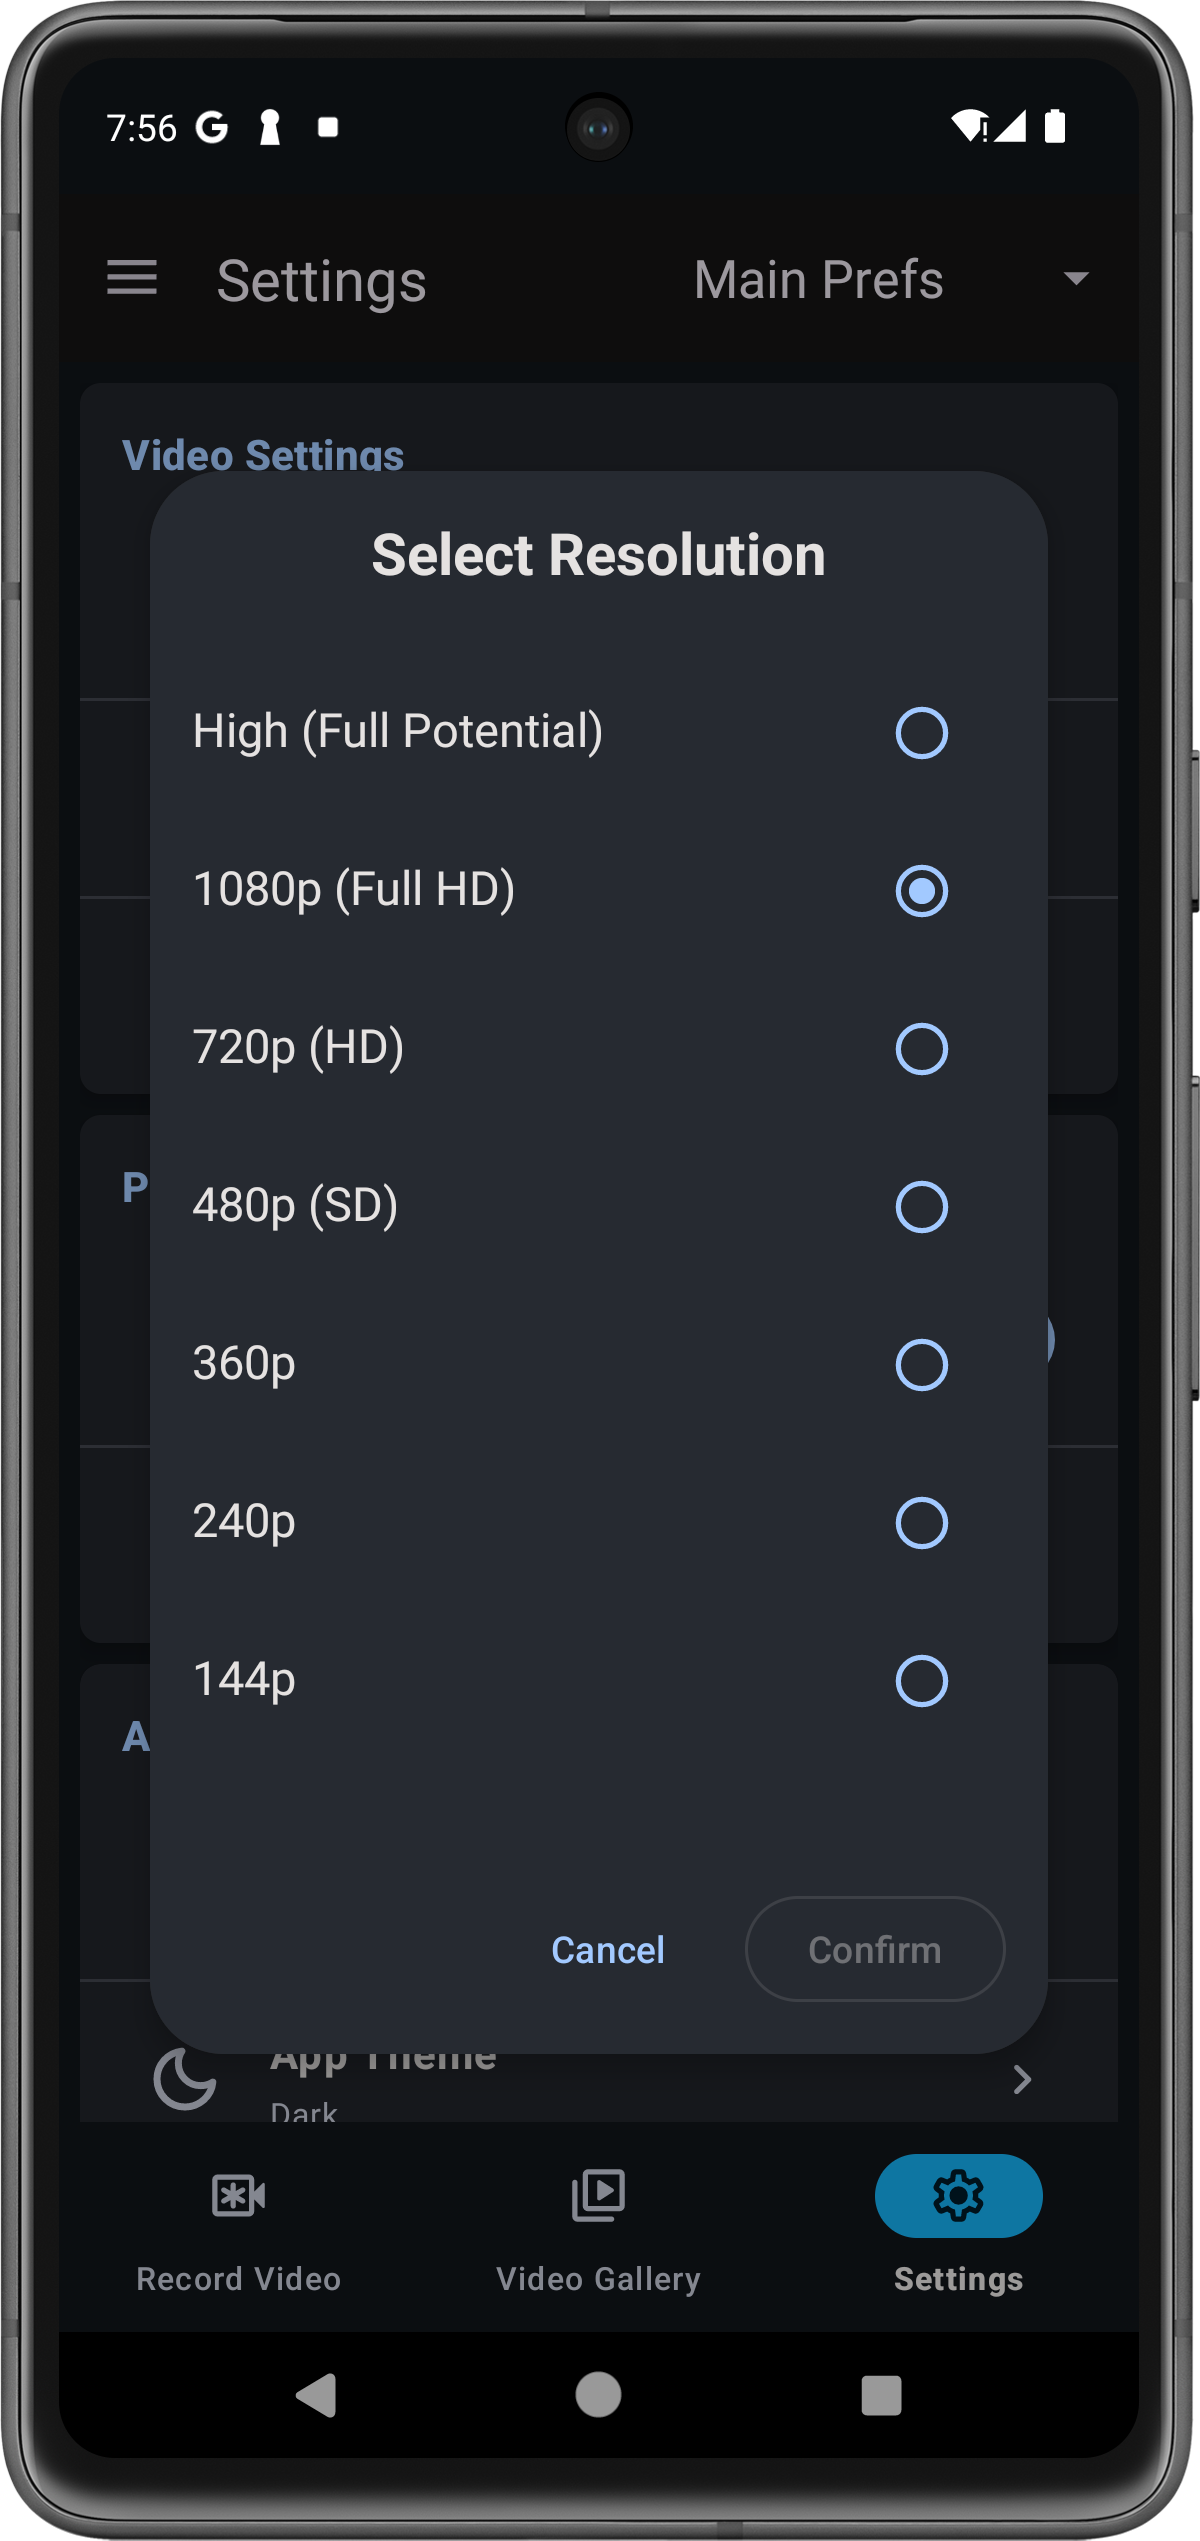 7:56
Settings
Main Prefs
Video Settings
Select Resolution
High (Full Potential)
1080p (Full HD)
720p (HD)
480p (SD)
P
360p
240p
144p
A
Cancel
Confirm
App Theme
Dark
Record Video
Video Gallery
Settings